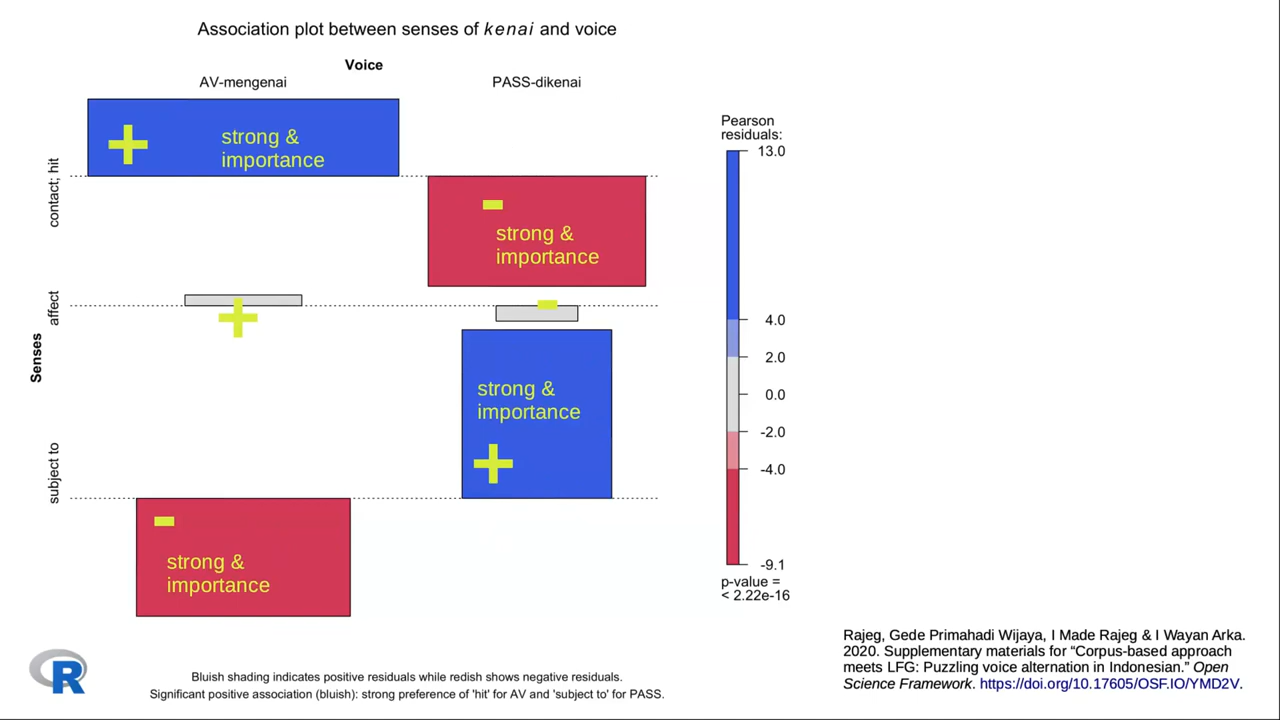 Association plot between senses of kenai and voice
Voice
AV-mengenai
PASS-dikenai
Senses
contact; hit
affect
subject to
strong &
importance
strong &
importance
strong &
importance
strong &
importance
Pearson
residuals:
13.0
4.0
2.0
0.0
-2.0
-4.0
-9.1
p-value =
< 2.22e-16
R
Bluish shading indicates positive residuals while redish shows negative residuals.
Significant positive association (bluish): strong preference of 'hit' for AV and 'subject to' for PASS.
Rajeg, Gede Primahadi Wijaya, I Made Rajeg & I Wayan Arka.
2020. Supplementary materials for “Corpus-based approach
meets LFG: Puzzling voice alternation in Indonesian.” Open
Science Framework. https://doi.org/10.17605/OSF.IO/YMD2V.